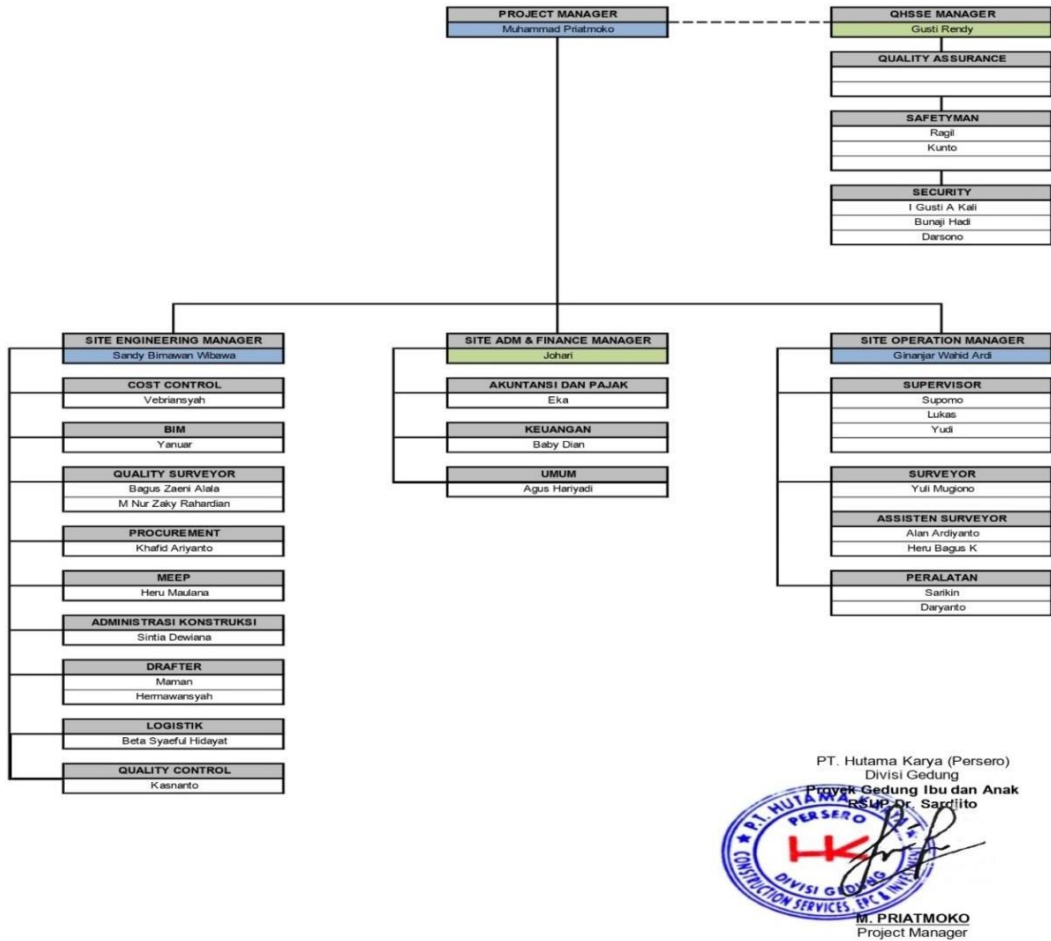 PROJECT MANAGER
Muhammad Priatmoko
QHSSE MANAGER
Gusti Rendy
QUALITY ASSURANCE
SAFETYMAN
Ragil
Kunto
SECURITY
I Gusti A Kali
Bunaji Hadi
Darsono
SITE ENGINEERING MANAGER
Sandy Bimawan Wibawa
COST CONTROL
Vebriansyah
BIM
Yanuar
QUALITY SURVEYOR
Bagus Zaeni Alala
M Nur Zaky Rahardian
PROCUREMENT
Khafid Ariyanto
MEEP
Heru Maulana
ADMINISTRASI KONSTRUKSI
Sintia Dewiana
DRAFTER
Maman
Hermawansyah
LOGISTIK
Beta Syaeful Hidayat
QUALITY CONTROL
Kasnanto
SITE ADM & FINANCE MANAGER
Johari
AKUNTANSI DAN PAJAK
Eka
KEUANGAN
Baby Dian
UMUM
Agus Hariyadi
SITE OPERATION MANAGER
Ginanjar Wahid Ardi
SUPERVISOR
Supomo
Lukas
Yudi
SURVEYOR
Yuli Mugiono
ASSISTEN SURVEYOR
Alan Ardiyanto
Heru Bagus K
PERALATAN
Sarikin
Daryanto
PT. Hutama Karya (Persero)
Divisi Gedung
Proyek Gedung Ibu dan Anak
RSUP Dr. Sardjito
P.T. HUTAMA KARYA
PERSERO
HK
DIVISI GEDUNG
CONSTRUCTION SERVICES, EPC & INVESTMENT
M. PRIATMOKO
Project Manager